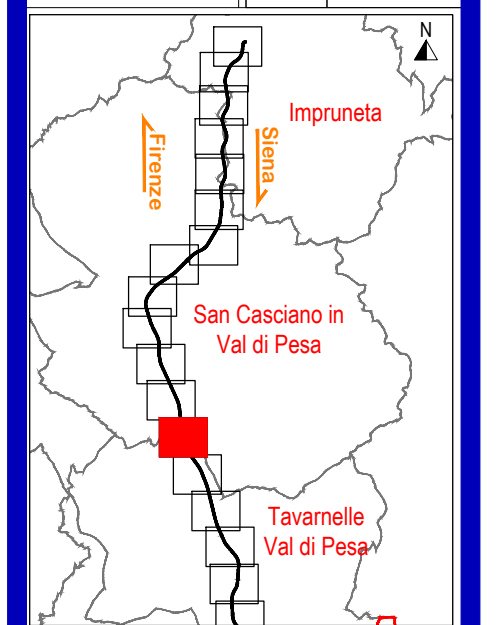 N
Impruneta
Firenze
Siena
San Casciano in
Val di Pesa
Tavarnelle
Val di Pesa